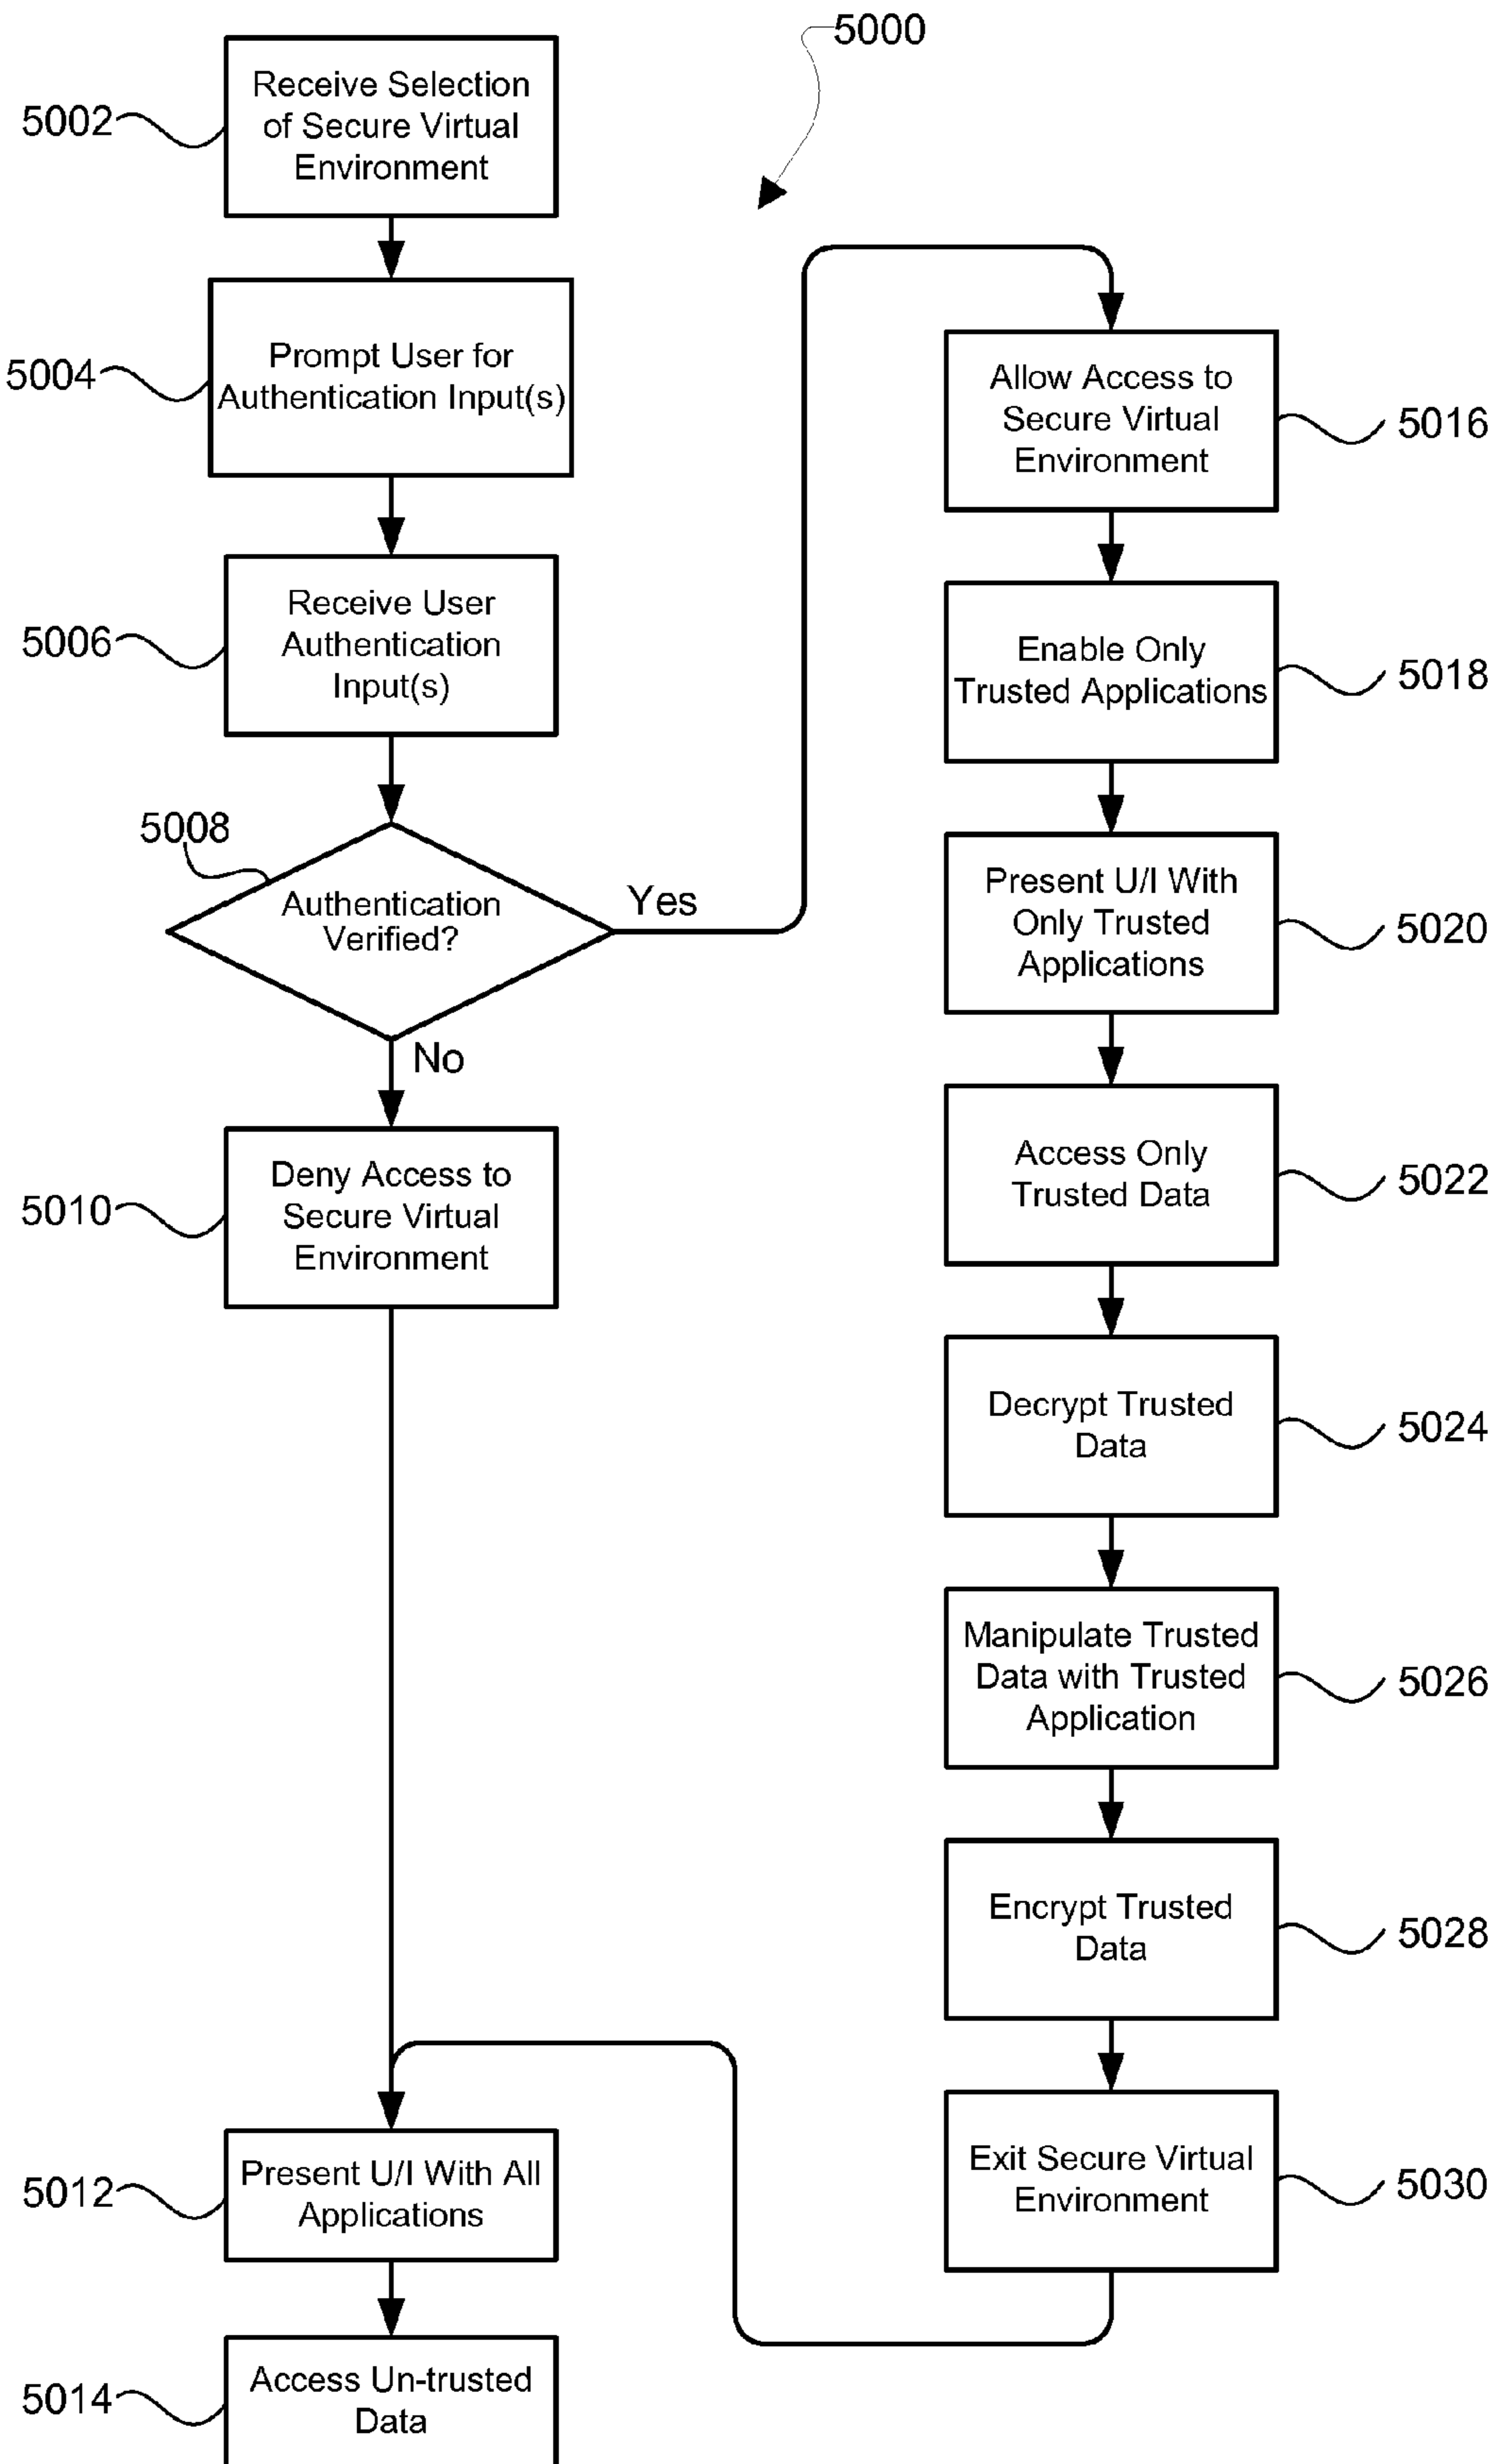 5000
5002
Receive Selection
of Secure Virtual
Environment
5004
Prompt User for
Authentication Input(s)
5006
Receive User
Authentication
Input(s)
5008
Authentication
Verified?
Yes
No
5010
Deny Access to
Secure Virtual
Environment
5012
Present U/I With All
Applications
5014
Access Un-trusted
Data
Allow Access to
Secure Virtual
Environment
5016
Enable Only
Trusted Applications
5018
Present U/I With
Only Trusted
Applications
5020
Access Only
Trusted Data
5022
Decrypt Trusted
Data
5024
Manipulate Trusted
Data with Trusted
Application
5026
Encrypt Trusted
Data
5028
Exit Secure Virtual
Environment
5030